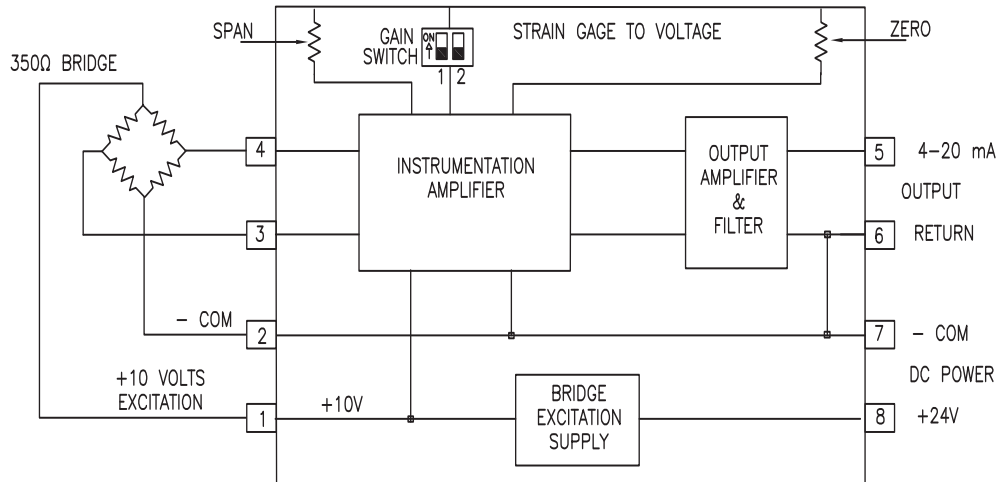 SPAN
GAIN
SWITCH
ON
1 2
STRAIN GAGE TO VOLTAGE
ZERO
350Ω BRIDGE
4
INSTRUMENTATION
AMPLIFIER
OUTPUT
AMPLIFIER
&
FILTER
5
4-20 mA
OUTPUT
3
6
RETURN
- COM
2
7
- COM
DC POWER
+10 VOLTS
EXCITATION
1
+10V
BRIDGE
EXCITATION
SUPPLY
8
+24V